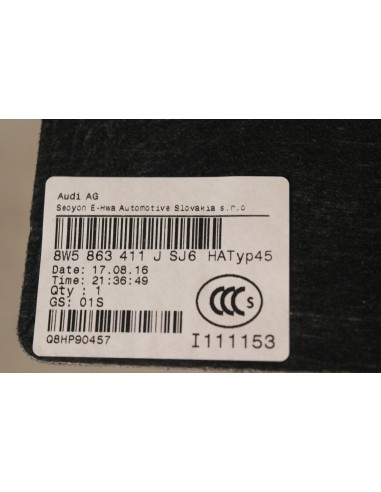 Audi AG
Seoyon E-Hwa Automotive Slovakia s.r.o
8W5 863 411 J SJ6 HATyp45
Date: 17.08.16
Time: 21:36:49
Qty : 1
GS: 01S
CCC S
Q8HP90457
I111153